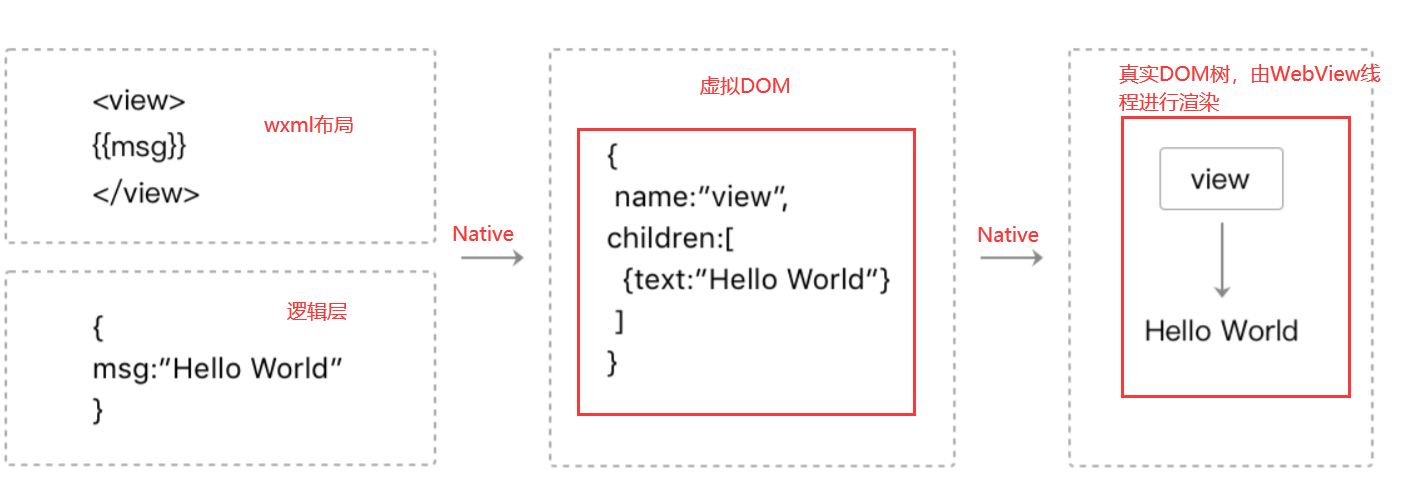 <view>
{{msg}}
</view>
wxml布局
{
msg:"Hello World"
}
逻辑层
Native
虚拟DOM
{
name:"view",
children:[
{text:"Hello World"}
]
}
Native
真实DOM树，由WebView线
程进行渲染
view
Hello World